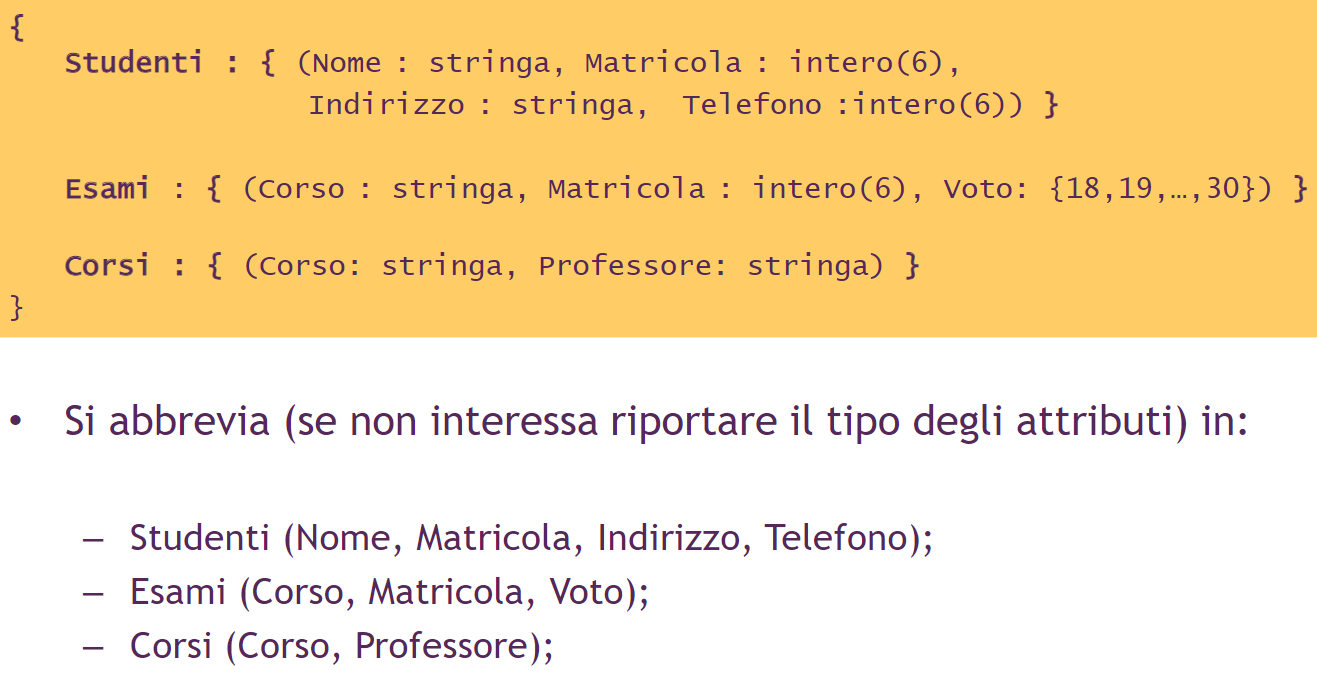 {
Studenti : { (Nome : stringa, Matricola : intero(6),
Indirizzo : stringa, Telefono :intero(6)) }
Esami : { (Corso : stringa, Matricola : intero(6), Voto: {18,19,…,30}) }
Corsi : { (Corso: stringa, Professore: stringa) }
}
• Si abbrevia (se non interessa riportare il tipo degli attributi) in:
– Studenti (Nome, Matricola, Indirizzo, Telefono);
– Esami (Corso, Matricola, Voto);
– Corsi (Corso, Professore);